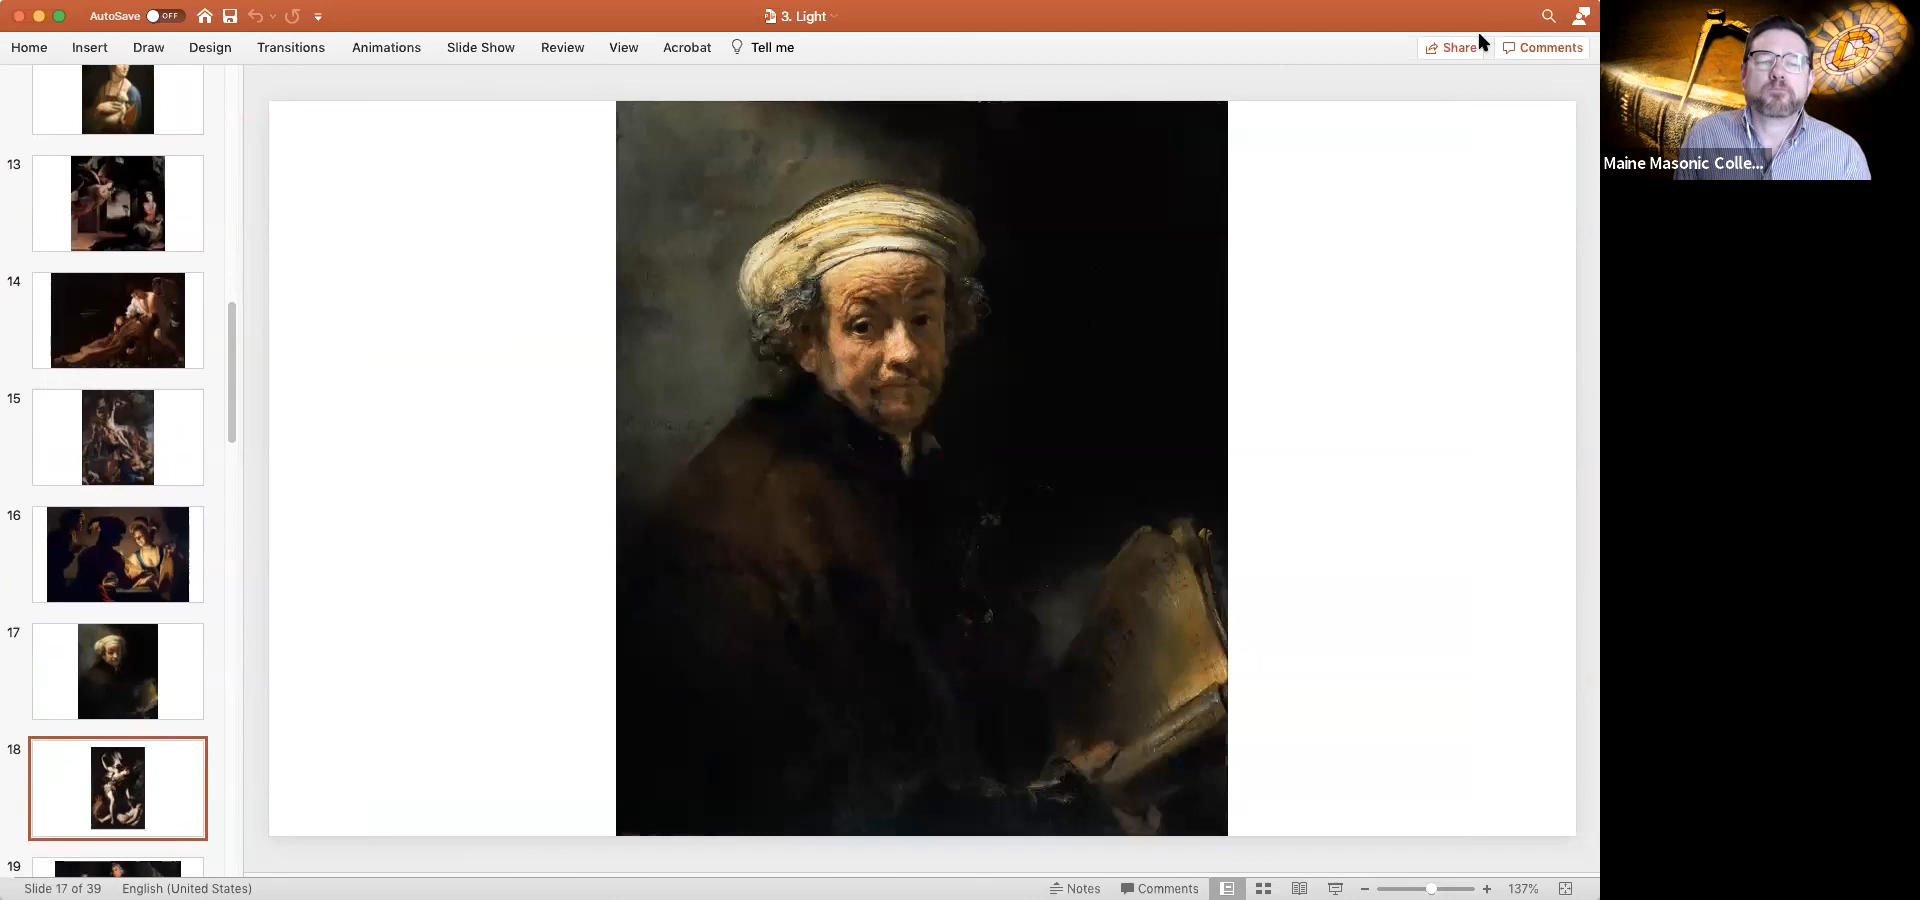 AutoSave OFF 3. Light
Home Insert Draw Design Transitions Animations Slide Show Review View Acrobat Tell me Share Comments
Maine Masonic Colle...
13
14
15
16
17
18
19
Slide 17 of 39 English (United States) Notes Comments 137%